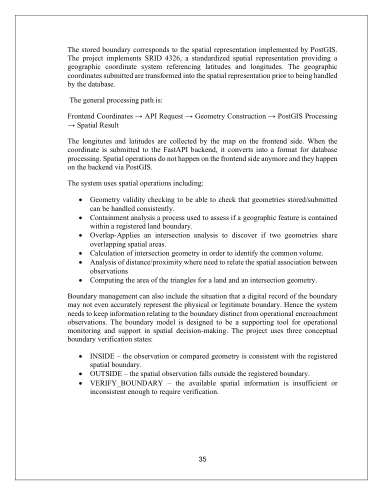 The stored boundary corresponds to the spatial representation implemented by PostGIS.
The project implements SRID 4326, a standardized spatial representation providing a
geographic coordinate system referencing latitudes and longitudes. The geographic
coordinates submitted are transformed into the spatial representation prior to being handled
by the database.
The general processing path is:
Frontend Coordinates → API Request → Geometry Construction → PostGIS Processing
→ Spatial Result
The longitudes and latitudes are collected by the map on the frontend side. When the
coordinate is submitted to the FastAPI backend, it converts into a format for database
processing. Spatial operations do not happen on the frontend side anymore and they happen
on the backend via PostGIS.
The system uses spatial operations including:
• Geometry validity checking to be able to check that geometries stored/submitted
can be handled consistently.
• Containment analysis a process used to assess if a geographic feature is contained
within a registered land boundary.
• Overlap-Applies an intersection analysis to discover if two geometries share
overlapping spatial areas.
• Calculation of intersection geometry in order to identify the common volume.
• Analysis of distance/proximity where need to relate the spatial association between
observations
• Computing the area of the triangles for a land and an intersection geometry.
Boundary management can also include the situation that a digital record of the boundary
may not even accurately represent the physical or legitimate boundary. Hence the system
needs to keep information relating to the boundary distinct from operational encroachment
observations. The boundary model is designed to be a supporting tool for operational
monitoring and support in spatial decision-making. The project uses three conceptual
boundary verification states:
• INSIDE – the observation or compared geometry is consistent with the registered
spatial boundary.
• OUTSIDE – the spatial observation falls outside the registered boundary.
• VERIFY_BOUNDARY – the available spatial information is insufficient or
inconsistent enough to require verification.
35